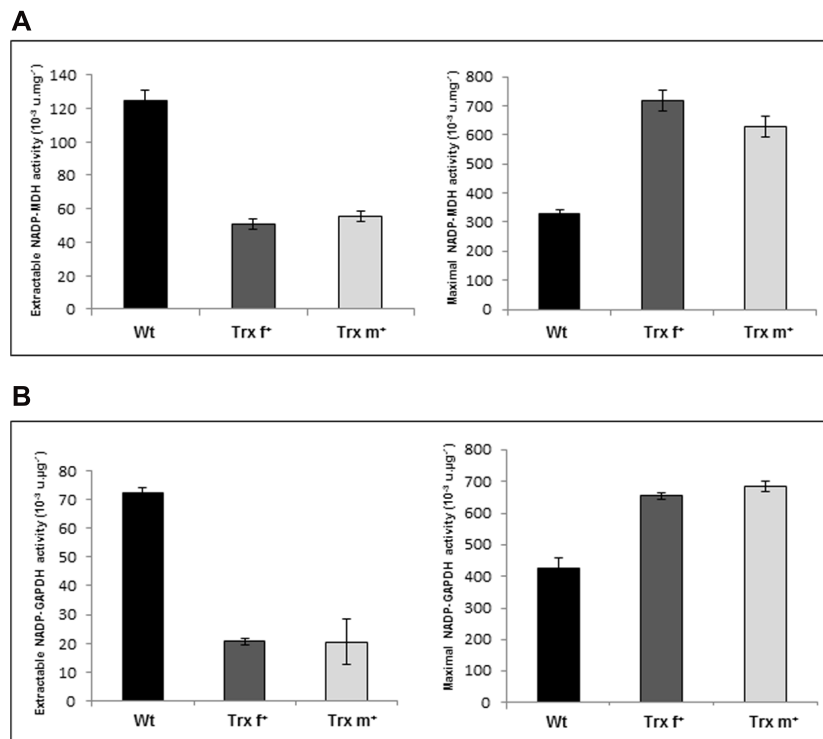 A
Extractable NADP-MDH activity (10⁻³ u.mg⁻¹)
140
120
100
80
60
40
20
0
Wt
Trx f⁺
Trx m⁺
Maximal NADP-MDH activity (10⁻³ u.mg⁻¹)
800
700
600
500
400
300
200
100
0
Wt
Trx f⁺
Trx m⁺
B
Extractable NADP-GAPDH activity (10⁻³ u.µg⁻¹)
80
70
60
50
40
30
20
10
0
Wt
Trx f⁺
Trx m⁺
Maximal NADP-GAPDH activity (10⁻³ u.µg⁻¹)
800
700
600
500
400
300
200
100
0
Wt
Trx f⁺
Trx m⁺